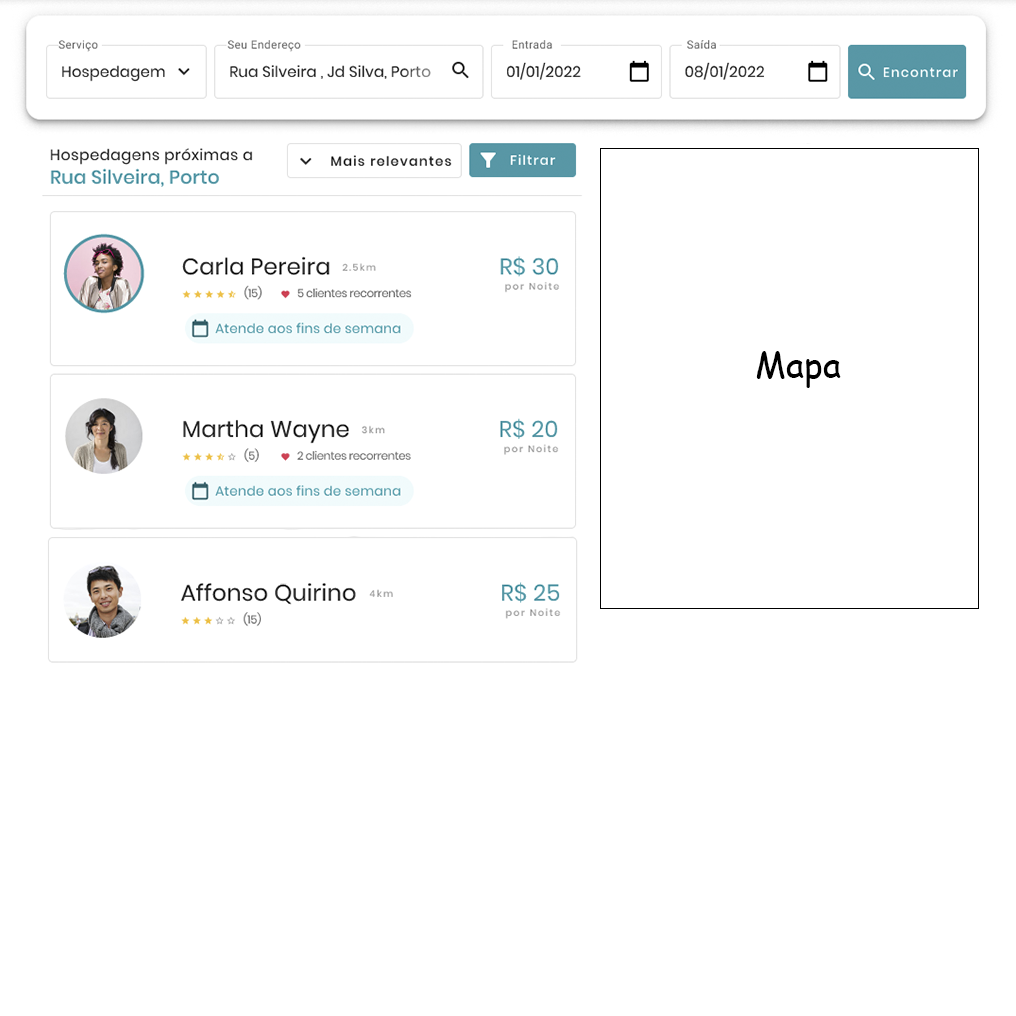 Serviço
Hospedagem
Seu Endereço
Rua Silveira , Jd Silva, Porto
Entrada
01/01/2022
Saída
08/01/2022
Encontrar
Hospedagens próximas a
Rua Silveira, Porto
Mais relevantes
Filtrar
Carla Pereira 2.5km
R$ 30
por Noite
(15) 5 clientes recorrentes
Atende aos fins de semana
Martha Wayne 3km
R$ 20
por Noite
(5) 2 clientes recorrentes
Atende aos fins de semana
Affonso Quirino 4km
R$ 25
por Noite
(15)
Mapa